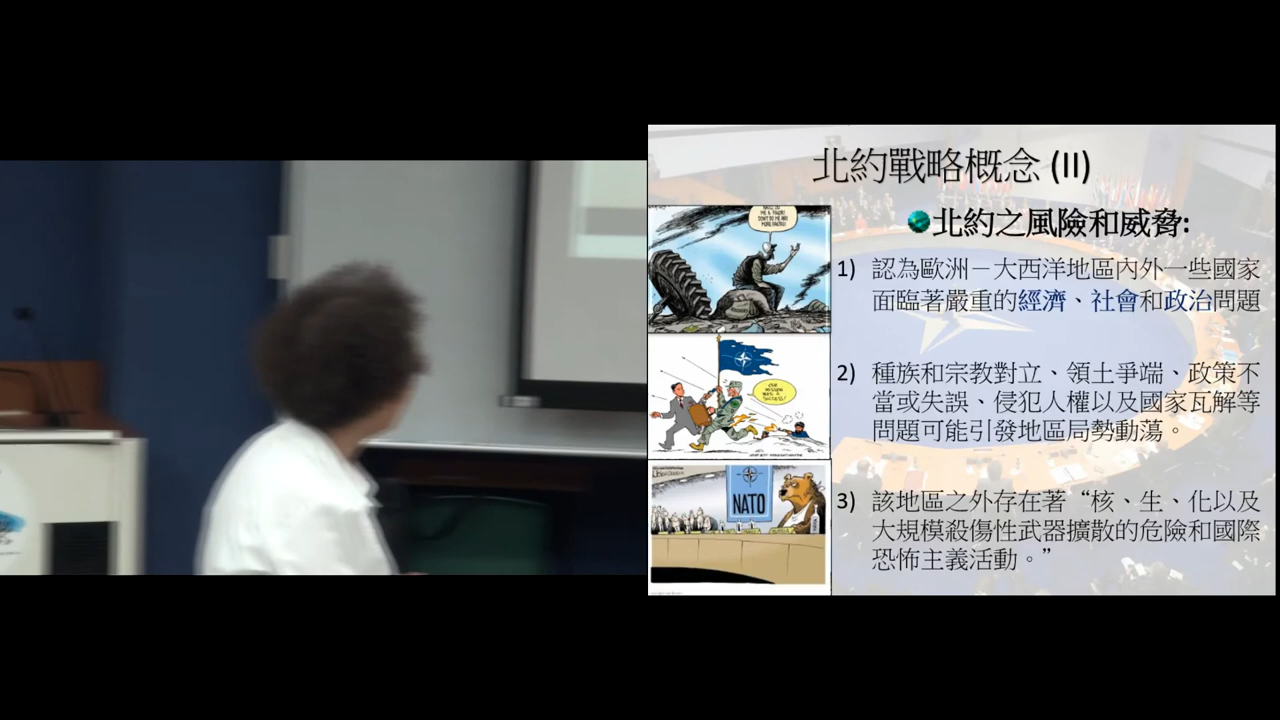 北約戰略概念 (II)
北約之風險和威脅:
1) 認為歐洲－大西洋地區內外一些國家
面臨著嚴重的經濟、社會和政治問題
2) 種族和宗教對立、領土爭端、政策不
當或失誤、侵犯人權以及國家瓦解等
問題可能引發地區局勢動蕩。
3) 該地區之外存在著“核、生、化以及
大規模殺傷性武器擴散的危險和國際
恐怖主義活動。”
OUR
MISSION
WAS A
SUCCESS!
NATO